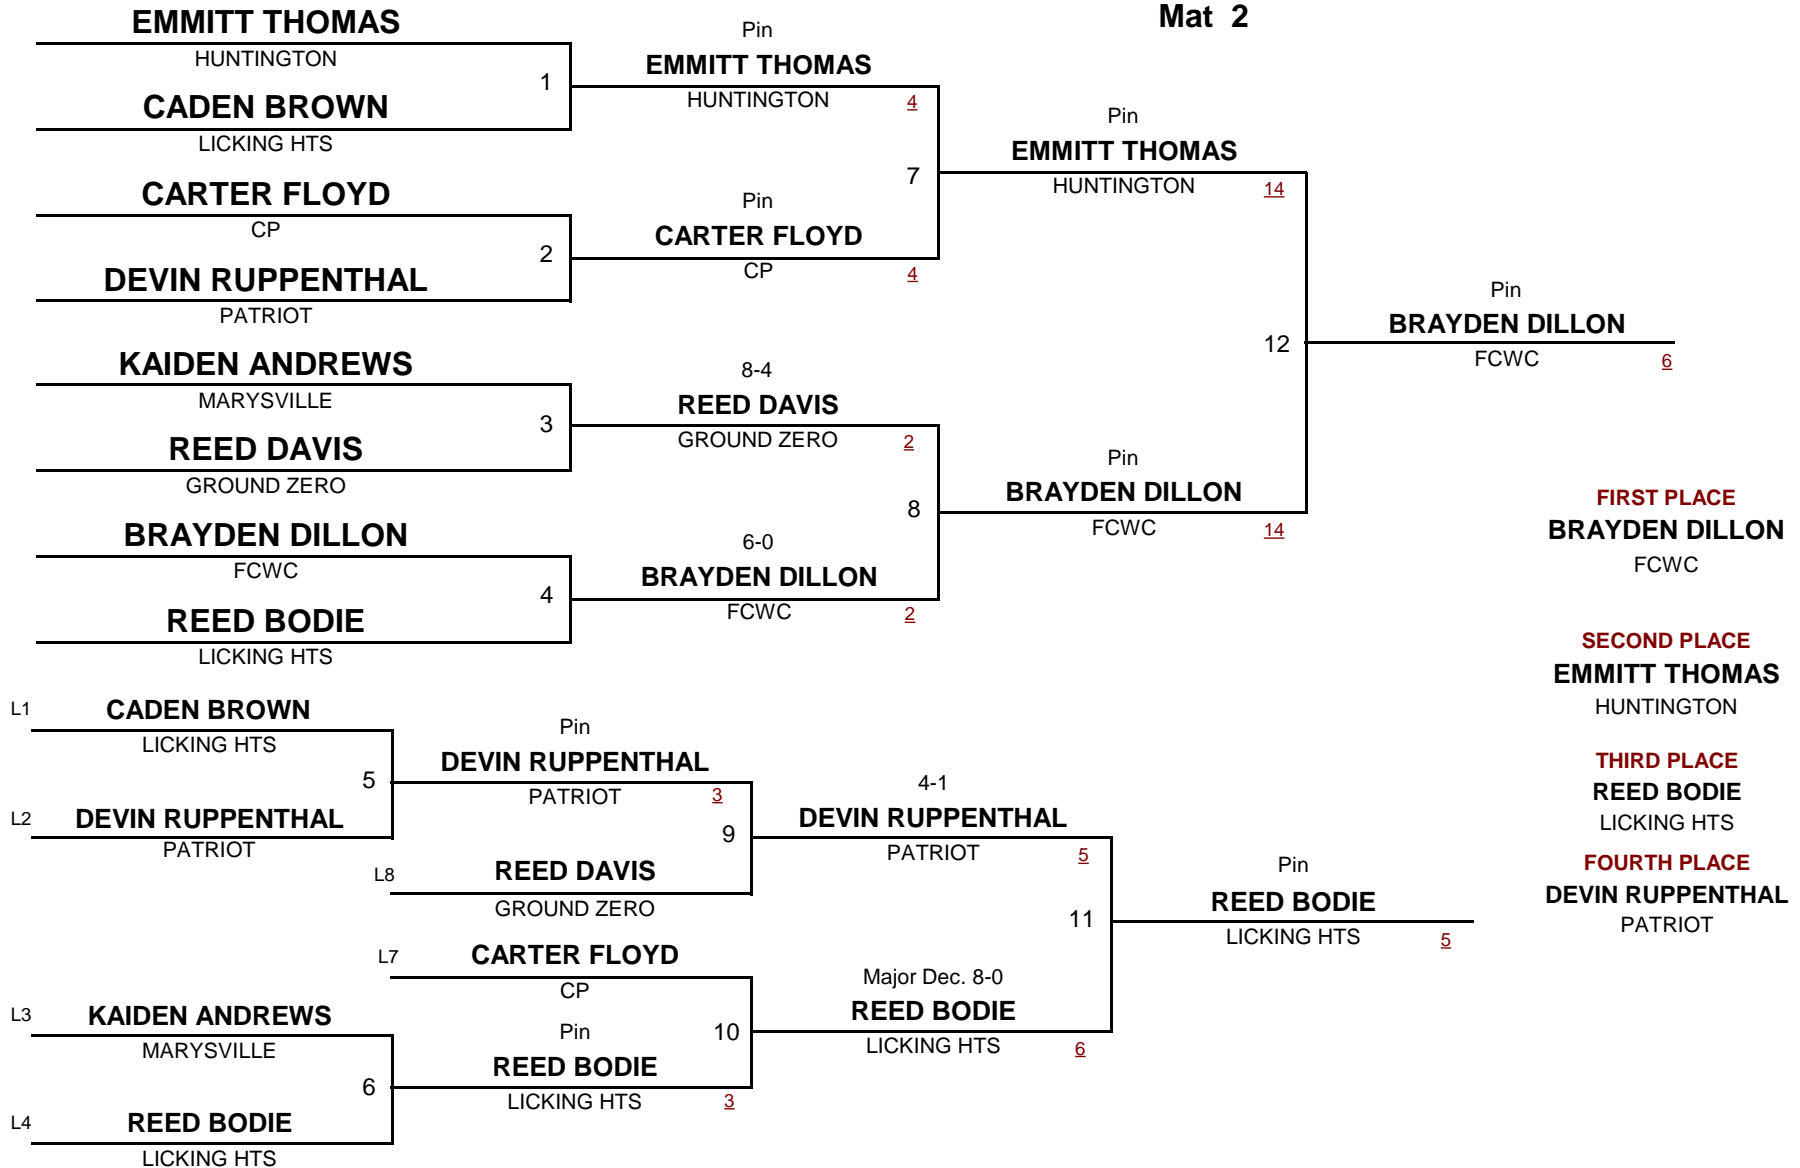 Mat 2
EMMITT THOMAS
HUNTINGTON
1
CADEN BROWN
LICKING HTS
CARTER FLOYD
CP
2
DEVIN RUPPENTHAL
PATRIOT
KAIDEN ANDREWS
MARYSVILLE
3
REED DAVIS
GROUND ZERO
BRAYDEN DILLON
FCWC
4
REED BODIE
LICKING HTS
Pin
EMMITT THOMAS
HUNTINGTON 4
7
Pin
CARTER FLOYD
CP 4
8-4
REED DAVIS
GROUND ZERO 2
8
6-0
BRAYDEN DILLON
FCWC 2
Pin
EMMITT THOMAS
HUNTINGTON 14
12
Pin
BRAYDEN DILLON
FCWC 14
Pin
BRAYDEN DILLON
FCWC 6
FIRST PLACE
BRAYDEN DILLON
FCWC
SECOND PLACE
EMMITT THOMAS
HUNTINGTON
THIRD PLACE
REED BODIE
LICKING HTS
FOURTH PLACE
DEVIN RUPPENTHAL
PATRIOT
L1 CADEN BROWN
LICKING HTS
5
L2 DEVIN RUPPENTHAL
PATRIOT
L3 KAIDEN ANDREWS
MARYSVILLE
6
L4 REED BODIE
LICKING HTS
Pin
DEVIN RUPPENTHAL
PATRIOT 3
9
L8 REED DAVIS
GROUND ZERO
L7 CARTER FLOYD
CP
10
Pin
REED BODIE
LICKING HTS 3
4-1
DEVIN RUPPENTHAL
PATRIOT 5
11
Major Dec. 8-0
REED BODIE
LICKING HTS 6
Pin
REED BODIE
LICKING HTS 5